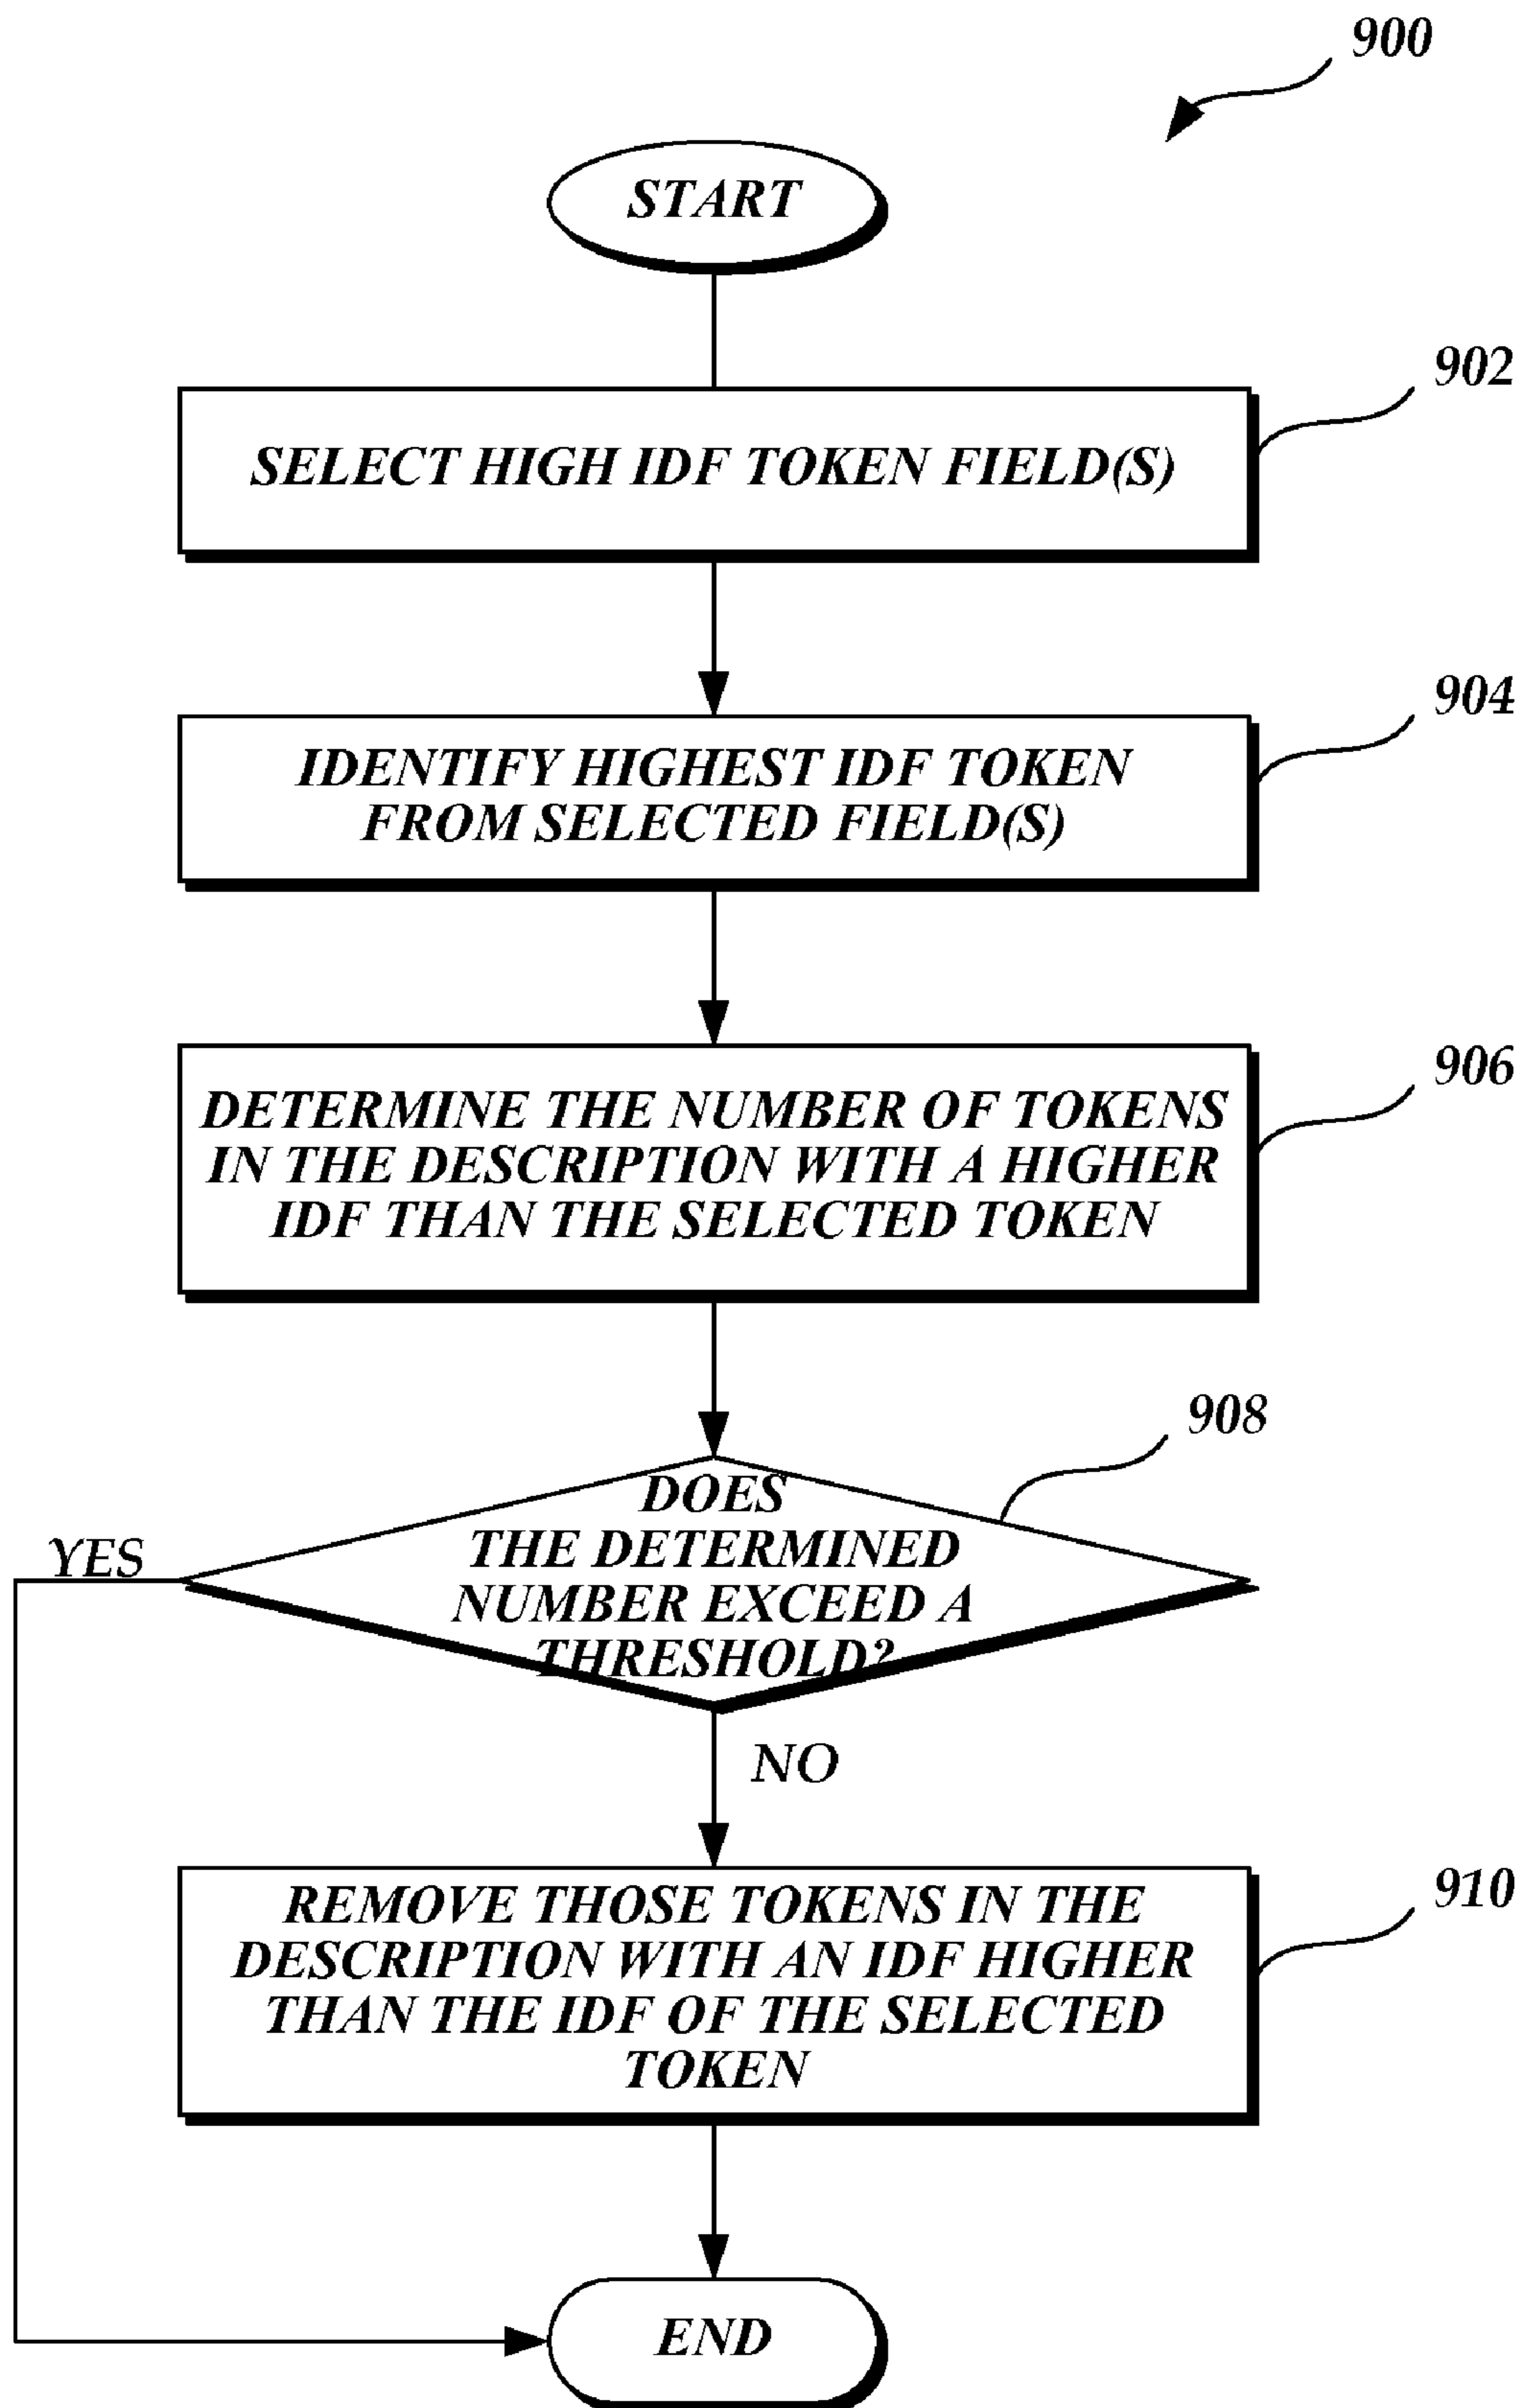 900
START
902
SELECT HIGH IDF TOKEN FIELD(S)
904
IDENTIFY HIGHEST IDF TOKEN
FROM SELECTED FIELD(S)
906
DETERMINE THE NUMBER OF TOKENS
IN THE DESCRIPTION WITH A HIGHER
IDF THAN THE SELECTED TOKEN
908
DOES
THE DETERMINED
NUMBER EXCEED A
THRESHOLD?
YES
NO
910
REMOVE THOSE TOKENS IN THE
DESCRIPTION WITH AN IDF HIGHER
THAN THE IDF OF THE SELECTED
TOKEN
END